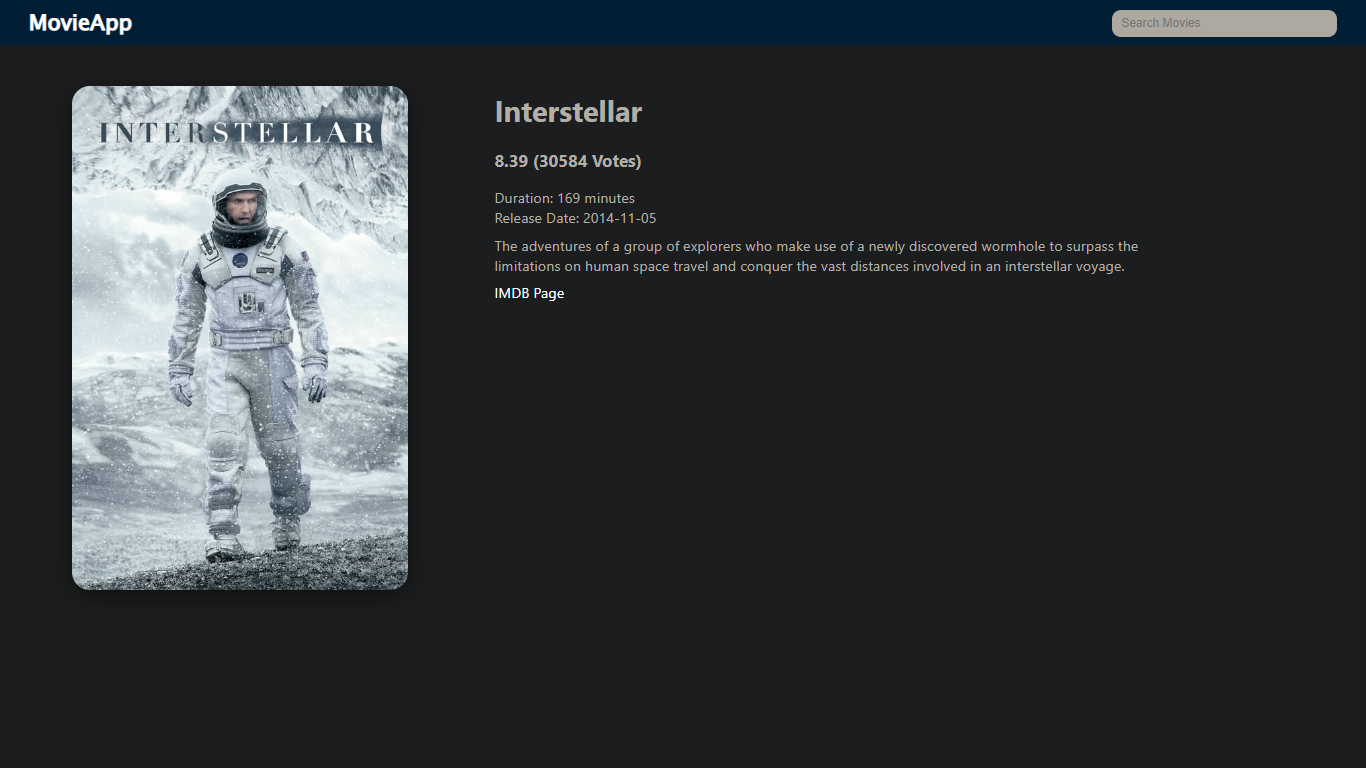 MovieApp
Search Movies
INTERSTELLAR
Interstellar
8.39 (30584 Votes)
Duration: 169 minutes
Release Date: 2014-11-05
The adventures of a group of explorers who make use of a newly discovered wormhole to surpass the
limitations on human space travel and conquer the vast distances involved in an interstellar voyage.
IMDB Page